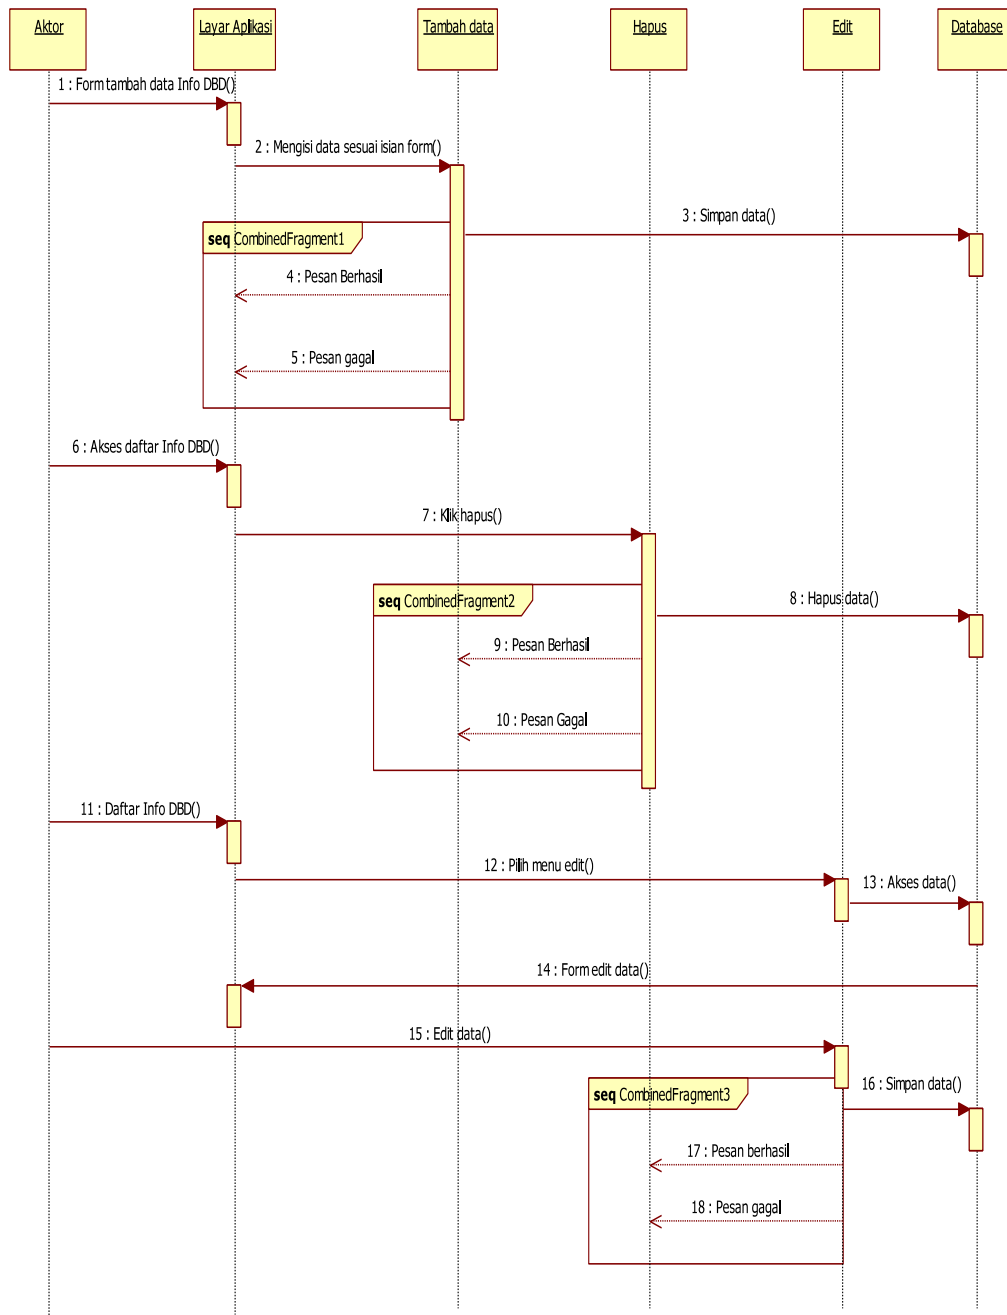 Aktor
Layar Aplikasi
Tambah data
Hapus
Edit
Database
1 : Form tambah data Info DBD()
2 : Mengisi data sesuai isian form()
3 : Simpan data()
seq CombinedFragment1
4 : Pesan Berhasil
5 : Pesan gagal
6 : Akses daftar Info DBD()
7 : Klik hapus()
seq CombinedFragment2
8 : Hapus data()
9 : Pesan Berhasil
10 : Pesan Gagal
11 : Daftar Info DBD()
12 : Pilih menu edit()
13 : Akses data()
14 : Form edit data()
15 : Edit data()
seq CombinedFragment3
16 : Simpan data()
17 : Pesan berhasil
18 : Pesan gagal